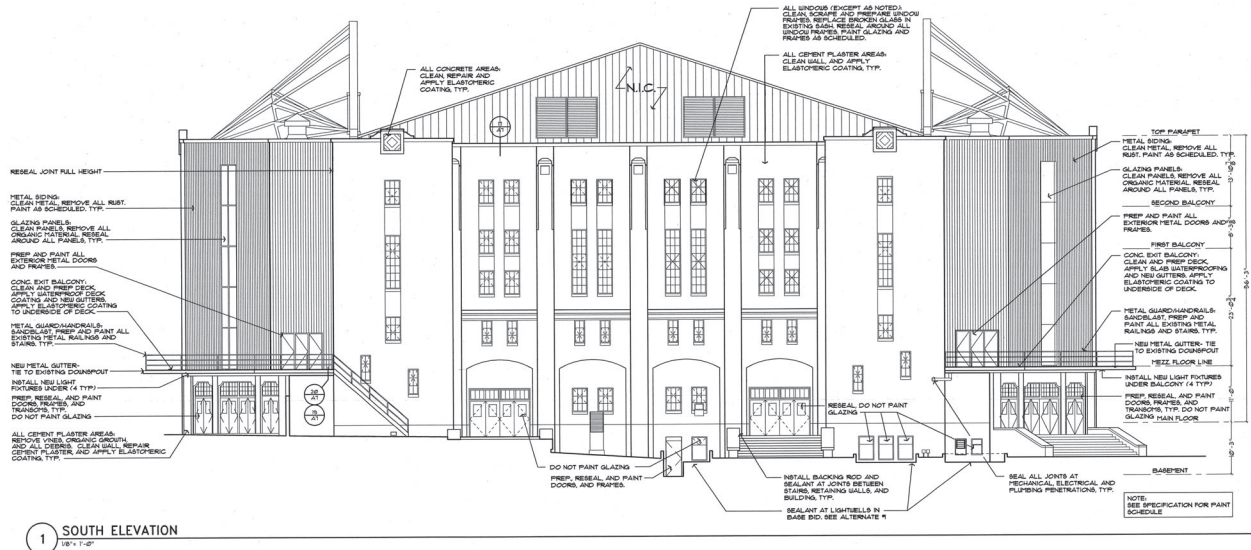 ALL WINDOWS (EXCEPT AS NOTED):
CLEAN, SCRAPE AND PREPARE WINDOW
FRAMES. REPLACE BROKEN GLASS IN
EXISTING SASH. RESEAL AROUND ALL
WINDOW FRAMES. PAINT GLAZING AND
FRAMES AS SCHEDULED.
ALL CEMENT PLASTER AREAS:
CLEAN WALL, AND APPLY
ELASTOMERIC COATING, TYP.
ALL CONCRETE AREAS:
CLEAN, REPAIR AND
APPLY ELASTOMERIC
COATING, TYP.
N.I.C.
RESEAL JOINT FULL HEIGHT
METAL SIDING:
CLEAN METAL, REMOVE ALL RUST.
PAINT AS SCHEDULED, TYP.
GLAZING PANELS:
CLEAN PANELS, REMOVE ALL
ORGANIC MATERIAL. RESEAL
AROUND ALL PANELS, TYP.
PREP AND PAINT ALL
EXTERIOR METAL DOORS
AND FRAMES.
CONC. EXIT BALCONY:
CLEAN AND PREP DECK,
APPLY WATERPROOF DECK
COATING AND NEW GUTTERS.
APPLY ELASTOMERIC COATING
TO UNDERSIDE OF DECK.
METAL GUARD/HANDRAILS:
SANDBLAST, PREP AND PAINT ALL
EXISTING METAL RAILINGS AND
STAIRS, TYP.
NEW METAL GUTTER-
TIE TO EXISTING DOWNSPOUT
INSTALL NEW LIGHT
FIXTURES UNDER (4 TYP)
PREP, RESEAL, AND PAINT
DOORS, FRAMES, AND
TRANSOMS, TYP.
DO NOT PAINT GLAZING
ALL CEMENT PLASTER AREAS:
REMOVE VINES, ORGANIC GROWTH,
AND ALL DEBRIS. CLEAN WALL, REPAIR
CEMENT PLASTER, AND APPLY ELASTOMERIC
COATING, TYP.
TOP PARAPET
METAL SIDING:
CLEAN METAL, REMOVE ALL
RUST. PAINT AS SCHEDULED, TYP.
GLAZING PANELS:
CLEAN PANELS, REMOVE ALL
ORGANIC MATERIAL. RESEAL
AROUND ALL PANELS, TYP.
SECOND BALCONY
PREP AND PAINT ALL
EXTERIOR METAL DOORS AND
FRAMES.
FIRST BALCONY
CONC. EXIT BALCONY:
CLEAN AND PREP DECK,
APPLY SLAB WATERPROOFING
AND NEW GUTTERS. APPLY
ELASTOMERIC COATING TO
UNDERSIDE OF DECK.
56'-3"
METAL GUARD/HANDRAILS:
SANDBLAST, PREP AND
PAINT ALL EXISTING METAL
RAILINGS AND STAIRS, TYP.
NEW METAL GUTTER- TIE
TO EXISTING DOWNSPOUT
MEZZ. FLOOR LINE
INSTALL NEW LIGHT FIXTURES
UNDER BALCONY (4 TYP)
PREP, RESEAL, AND PAINT
DOORS, FRAMES, AND
TRANSOMS, TYP. DO NOT PAINT
GLAZING
MAIN FLOOR
BASEMENT
RESEAL DO NOT PAINT
GLAZING
DO NOT PAINT GLAZING
PREP, RESEAL, AND PAINT
DOORS, AND FRAMES.
INSTALL BACKING ROD AND
SEALANT AT JOINTS BETWEEN
STAIRS, RETAINING WALLS, AND
BUILDING, TYP.
SEALANT AT LIGHTWELLS IN
BASE BID. SEE ALTERNATE
SEAL ALL JOINTS AT
MECHANICAL, ELECTRICAL AND
PLUMBING PENETRATIONS, TYP.
NOTE:
SEE SPECIFICATION FOR PAINT
SCHEDULE
1 SOUTH ELEVATION
1/8"= 1'-0"